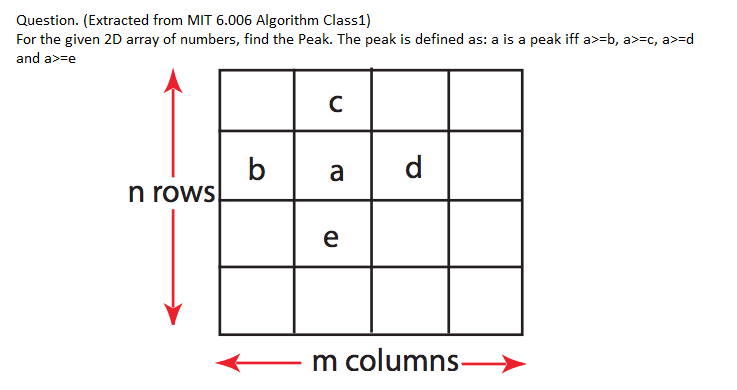 Question. (Extracted from MIT 6.006 Algorithm Class1)
For the given 2D array of numbers, find the Peak. The peak is defined as: a is a peak iff a>=b, a>=c, a>=d
and a>=e
c
b a d
n rows
e
m columns